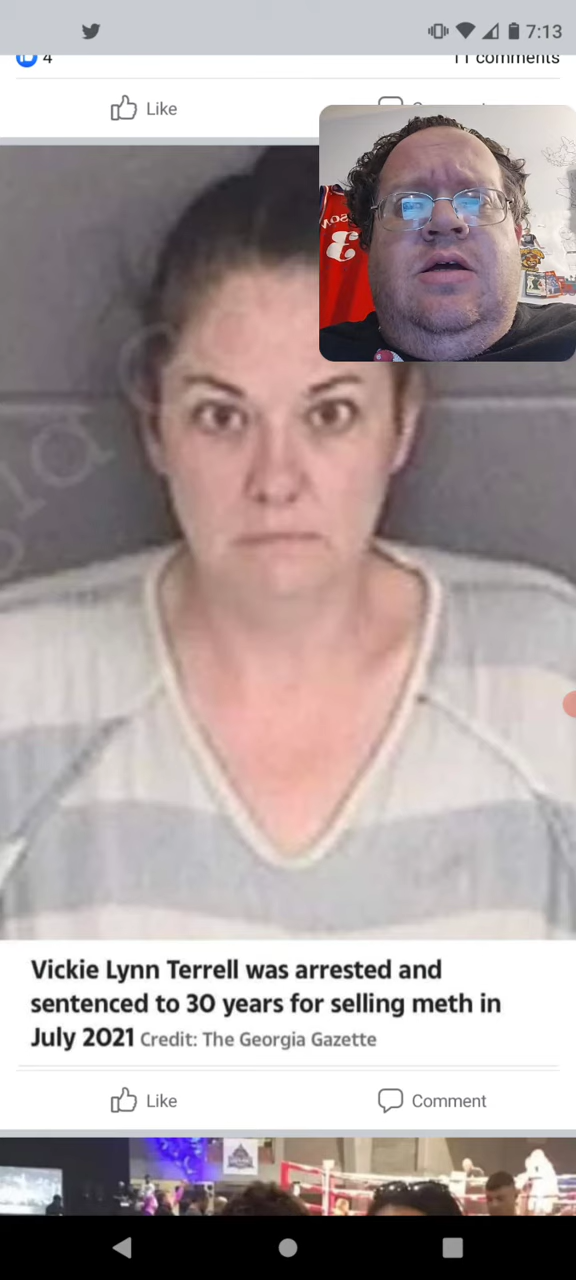 7:13
4
11 comments
Like
3
Vickie Lynn Terrell was arrested and
sentenced to 30 years for selling meth in
July 2021 Credit: The Georgia Gazette
Like
Comment